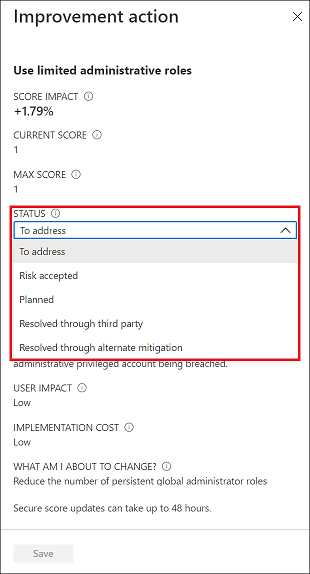 Improvement action
Use limited administrative roles
SCORE IMPACT
+1.79%
CURRENT SCORE
1
MAX SCORE
1
STATUS
To address
To address
Risk accepted
Planned
Resolved through third party
Resolved through alternate mitigation
administrative privileged account being breached.
USER IMPACT
Low
IMPLEMENTATION COST
Low
WHAT AM I ABOUT TO CHANGE?
Reduce the number of persistent global administrator roles
Secure score updates can take up to 48 hours.
Save